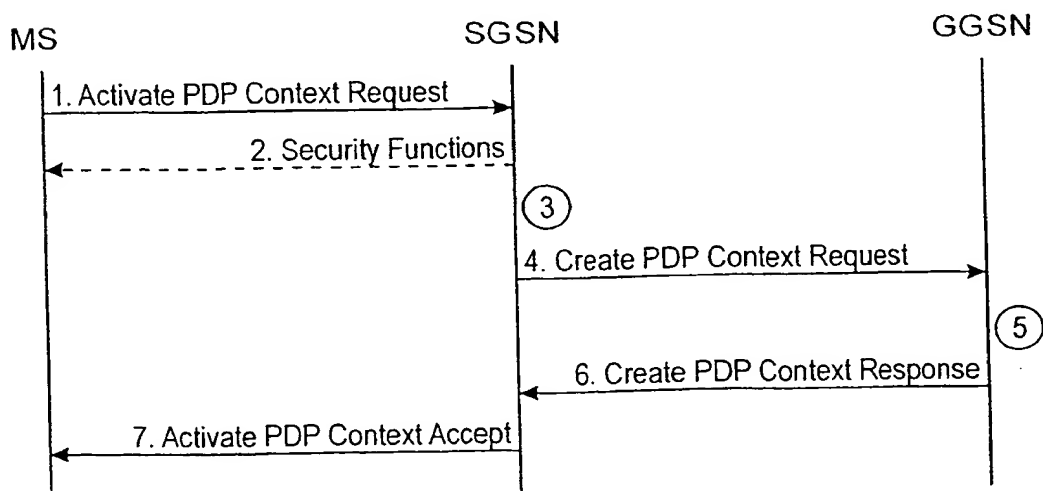 MS
SGSN
GGSN
1. Activate PDP Context Request
2. Security Functions
3
4. Create PDP Context Request
5
6. Create PDP Context Response
7. Activate PDP Context Accept